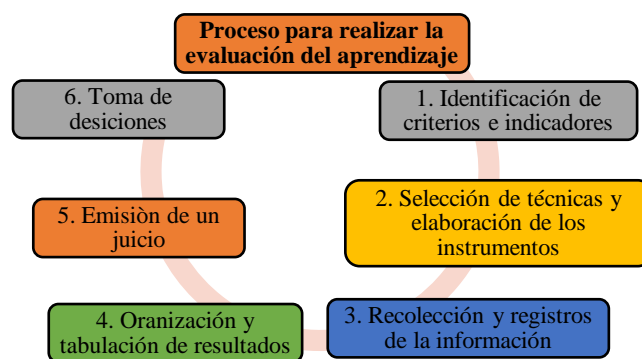 Proceso para realizar la
evaluación del aprendizaje
1. Identificación de
criterios e indicadores
2. Selección de técnicas y
elaboración de los
instrumentos
3. Recolección y registros
de la información
4. Oranización y
tabulación de resultados
5. Emisiòn de un
juicio
6. Toma de
desiciones